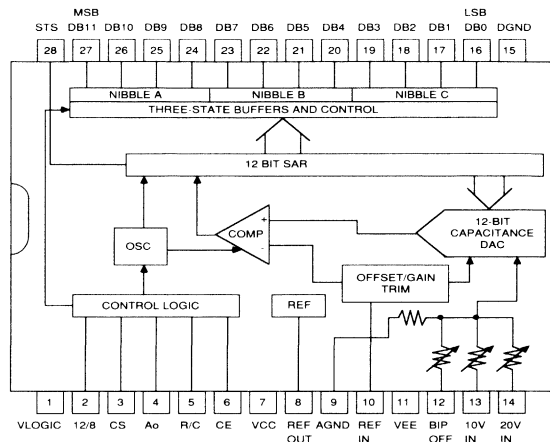 MSB LSB
STS DB11 DB10 DB9 DB8 DB7 DB6 DB5 DB4 DB3 DB2 DB1 DB0 DGND
28 27 26 25 24 23 22 21 20 19 18 17 16 15
NIBBLE A NIBBLE B NIBBLE C
THREE-STATE BUFFERS AND CONTROL
12 BIT SAR
OSC
+
COMP
-
12-BIT
CAPACITANCE
DAC
OFFSET/GAIN
TRIM
CONTROL LOGIC
REF
1 2 3 4 5 6 7 8 9 10 11 12 13 14
VLOGIC 12/8 CS Ao R/C CE VCC REF AGND REF VEE BIP 10V 20V
OUT IN OFF IN IN